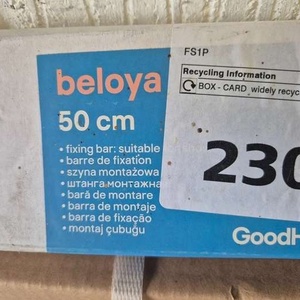 FS1P
Recycling Information
BOX - CARD widely recyc
beloya
50 cm
• fixing bar: suitable
• barre de fixation
• szyna montażowa
• штанга монтажна
• bară de montare
• barra de montaje
• barra de fixação
• montaj çubuğu
230
GoodH